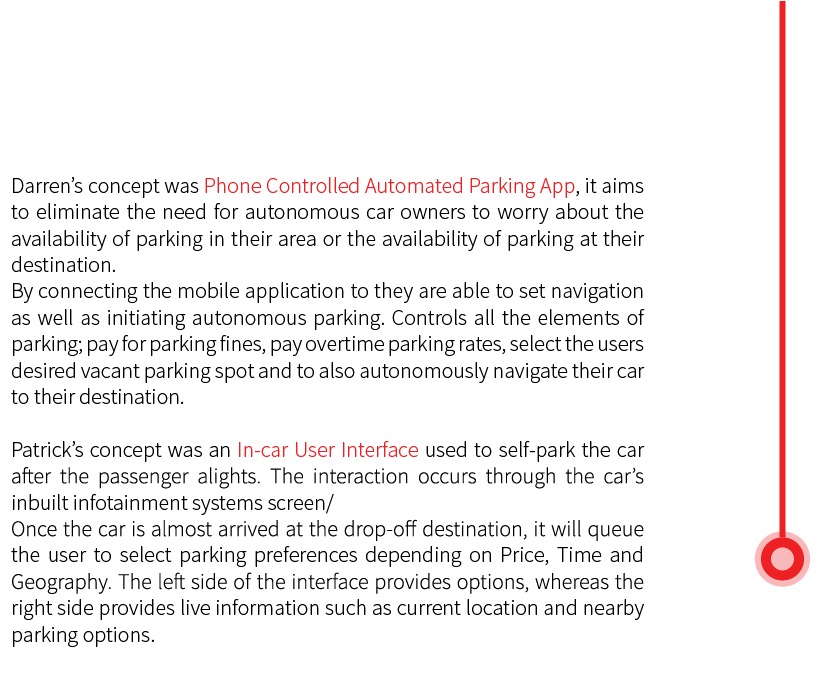 Darren’s concept was Phone Controlled Automated Parking App, it aims
to eliminate the need for autonomous car owners to worry about the
availability of parking in their area or the availability of parking at their
destination.
By connecting the mobile application to they are able to set navigation
as well as initiating autonomous parking. Controls all the elements of
parking; pay for parking fines, pay overtime parking rates, select the users
desired vacant parking spot and to also autonomously navigate their car
to their destination.
Patrick’s concept was an In-car User Interface used to self-park the car
after the passenger alights. The interaction occurs through the car’s
inbuilt infotainment systems screen/
Once the car is almost arrived at the drop-off destination, it will queue
the user to select parking preferences depending on Price, Time and
Geography. The left side of the interface provides options, whereas the
right side provides live information such as current location and nearby
parking options.